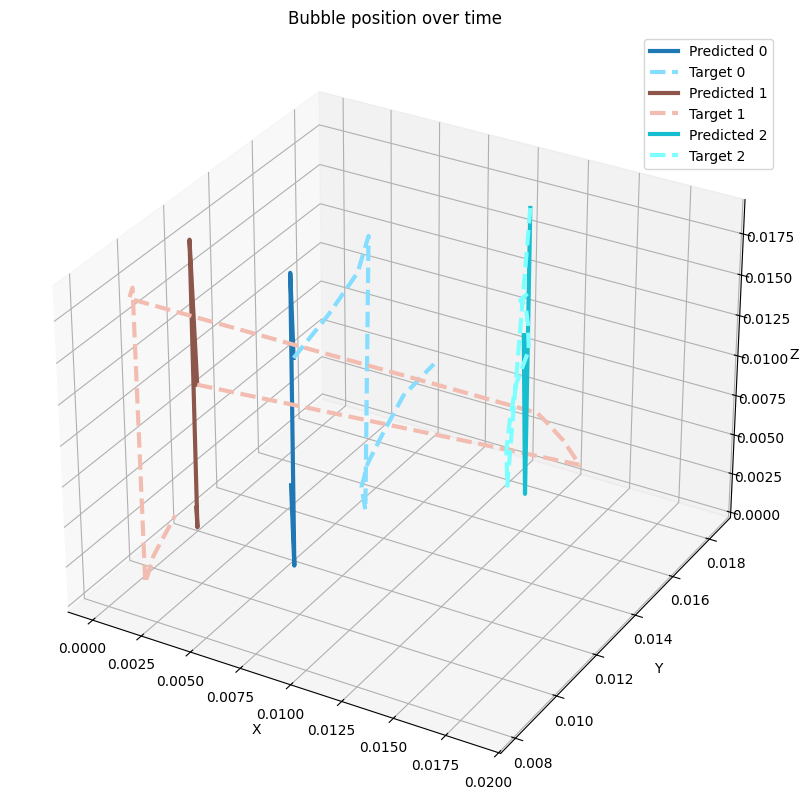 Bubble position over time
Predicted 0
Target 0
Predicted 1
Target 1
Predicted 2
Target 2
0.0175
0.0150
0.0125
0.0100
Z
0.0075
0.0050
0.0025
0.0000
0.018
0.016
0.014
0.012
0.010
0.008
Y
0.0000
0.0025
0.0050
0.0075
0.0100
0.0125
0.0150
0.0175
0.0200
X